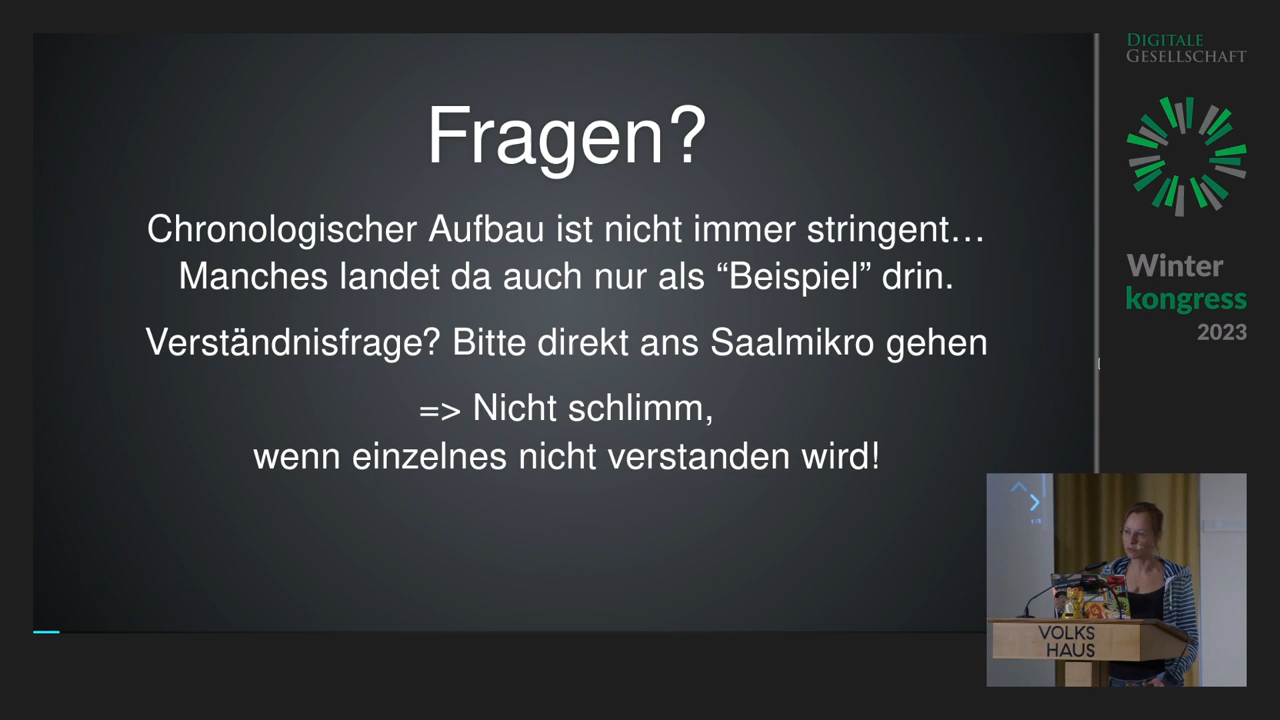 Fragen?
Chronologischer Aufbau ist nicht immer stringent…
Manches landet da auch nur als “Beispiel” drin.
Verständnisfrage? Bitte direkt ans Saalmikro gehen
=> Nicht schlimm,
wenn einzelnes nicht verstanden wird!
DIGITALE
GESELLSCHAFT
Winter
kongress
2023
VOLKS
HAUS